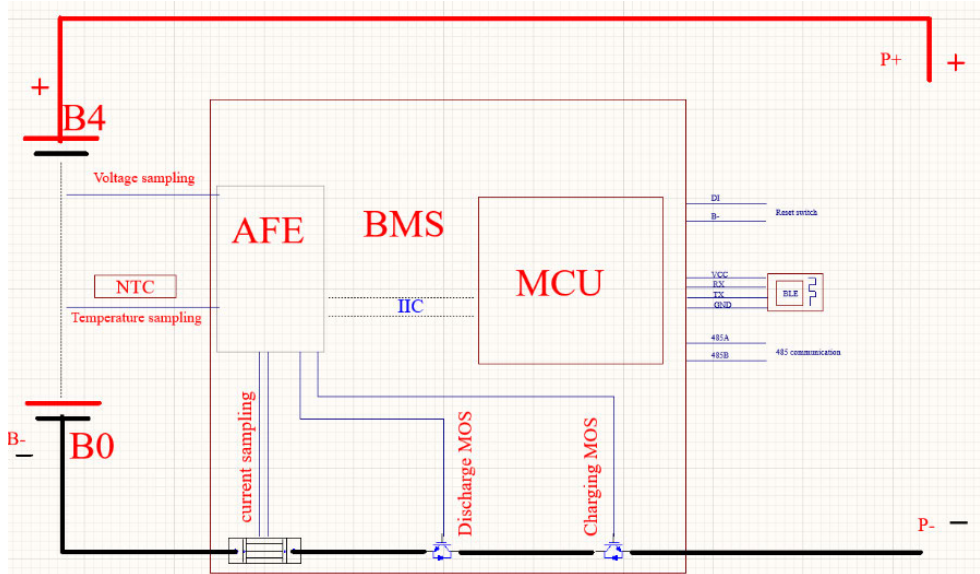 P+
+
+
B4
Voltage sampling
AFE
BMS
MCU
NTC
Temperature sampling
IIC
DI
B-
Reset switch
VCC
RX
TX
GND
BLE
485A
485B
485 communication
B-
B0
current sampling
Discharge MOS
Charging MOS
P-